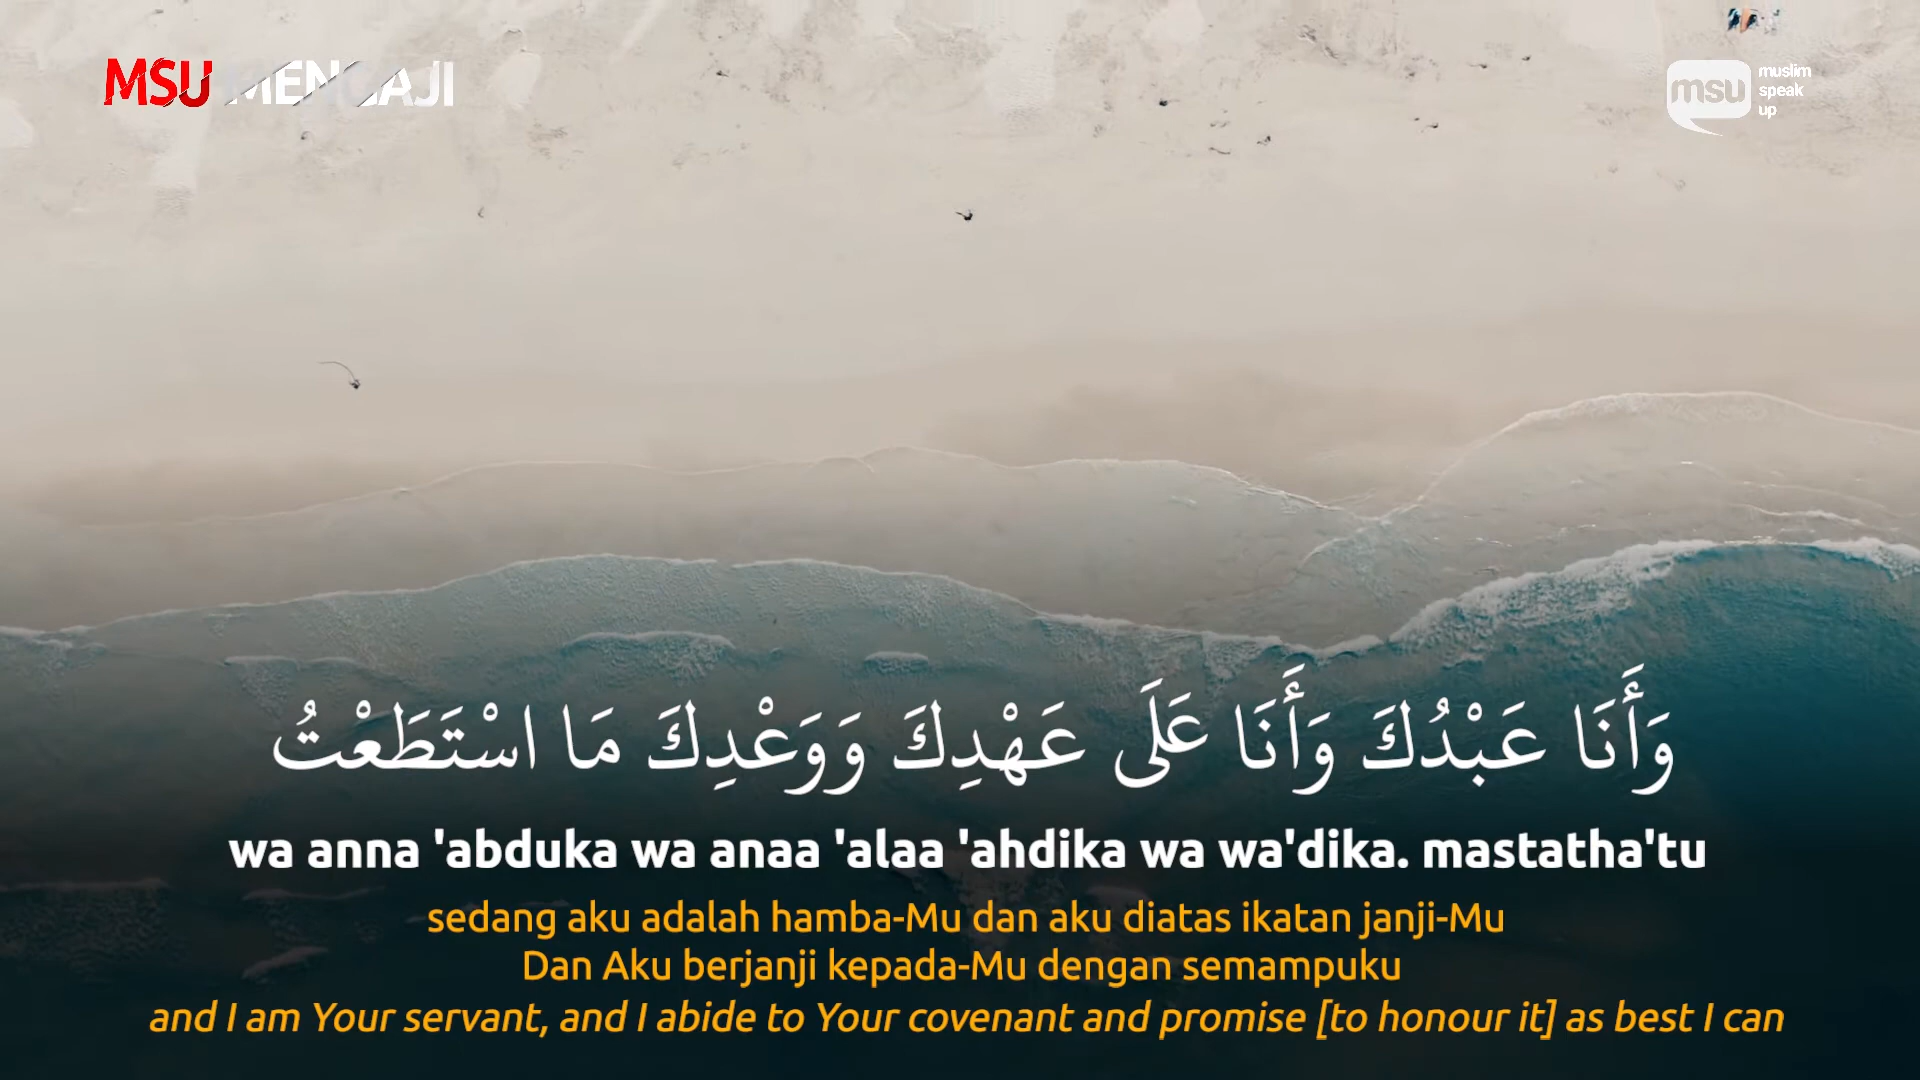 MSU MENGAJI
msu
muslim
speak
up
وَأَنَا عَبْدُكَ وَأَنَا عَلَى عَهْدِكَ وَوَعْدِكَ مَا اسْتَطَعْتُ
wa anna 'abduka wa anaa 'alaa 'ahdika wa wa'dika. mastatha'tu
sedang aku adalah hamba-Mu dan aku diatas ikatan janji-Mu
Dan Aku berjanji kepada-Mu dengan semampuku
and I am Your servant, and I abide to Your covenant and promise [to honour it] as best I can